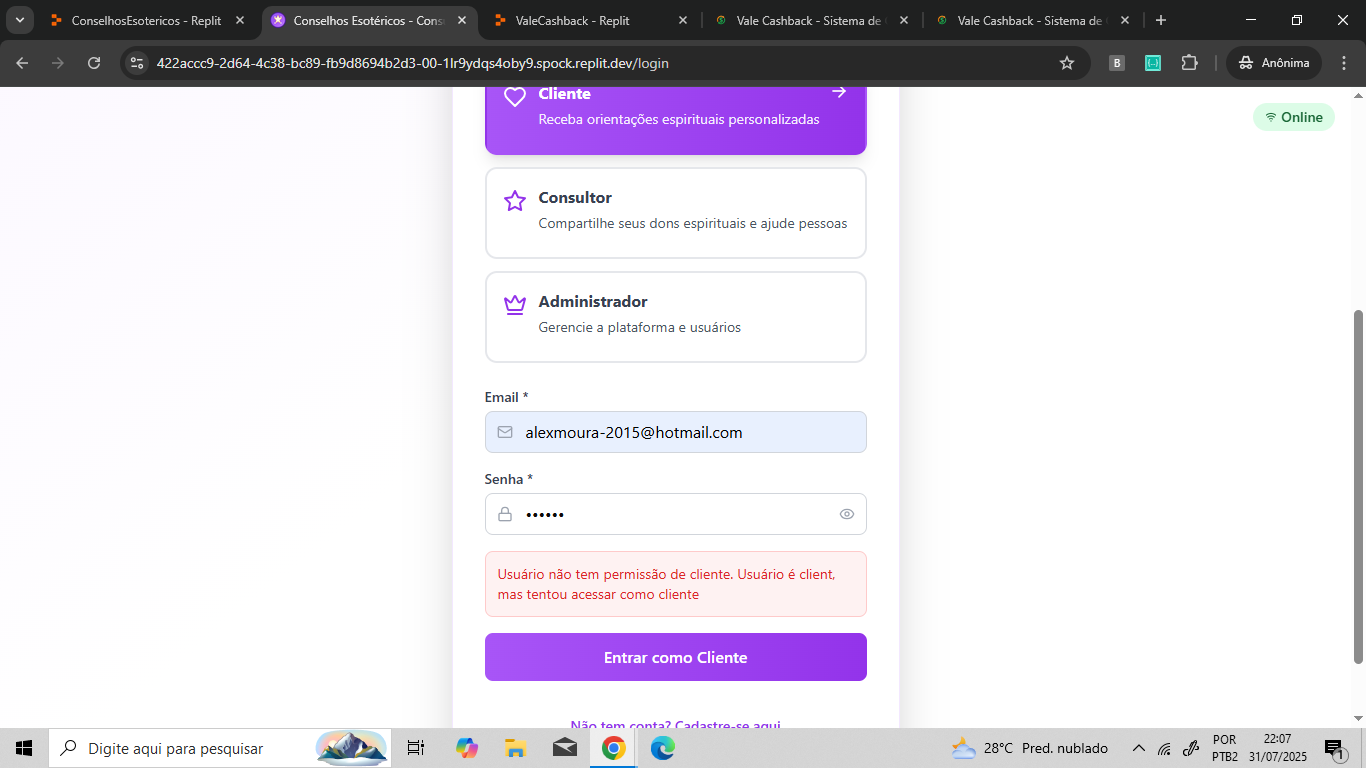 ConselhosEsotericos - Replit
Conselhos Esotéricos - Cons
ValeCashback - Replit
Vale Cashback - Sistema de
Vale Cashback - Sistema de
422accc9-2d64-4c38-bc89-fb9d8694b2d3-00-1lr9ydqs4oby9.spock.replit.dev/login
B
Anônima
Cliente
Receba orientações espirituais personalizadas
Online
Consultor
Compartilhe seus dons espirituais e ajude pessoas
Administrador
Gerencie a plataforma e usuários
Email *
alexmoura-2015@hotmail.com
Senha *
••••••
Usuário não tem permissão de cliente. Usuário é client,
mas tentou acessar como cliente
Entrar como Cliente
Não tem conta? Cadastre-se aqui
Digite aqui para pesquisar
28°C Pred. nublado
POR
PTB2
22:07
31/07/2025
1